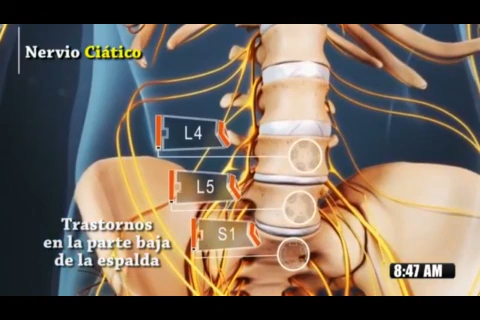 Nervio Ciático
L4
L5
S1
Trastornos
en la parte baja
de la espalda
8:47 AM